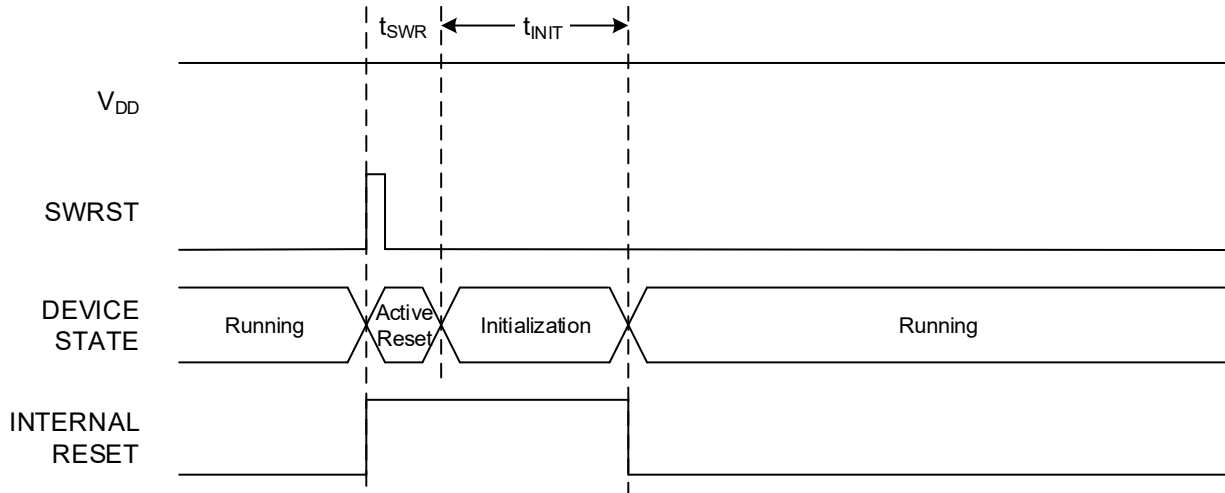 tSWR
tINIT
VDD
SWRST
DEVICE
STATE
Running
Active
Reset
Initialization
Running
INTERNAL
RESET